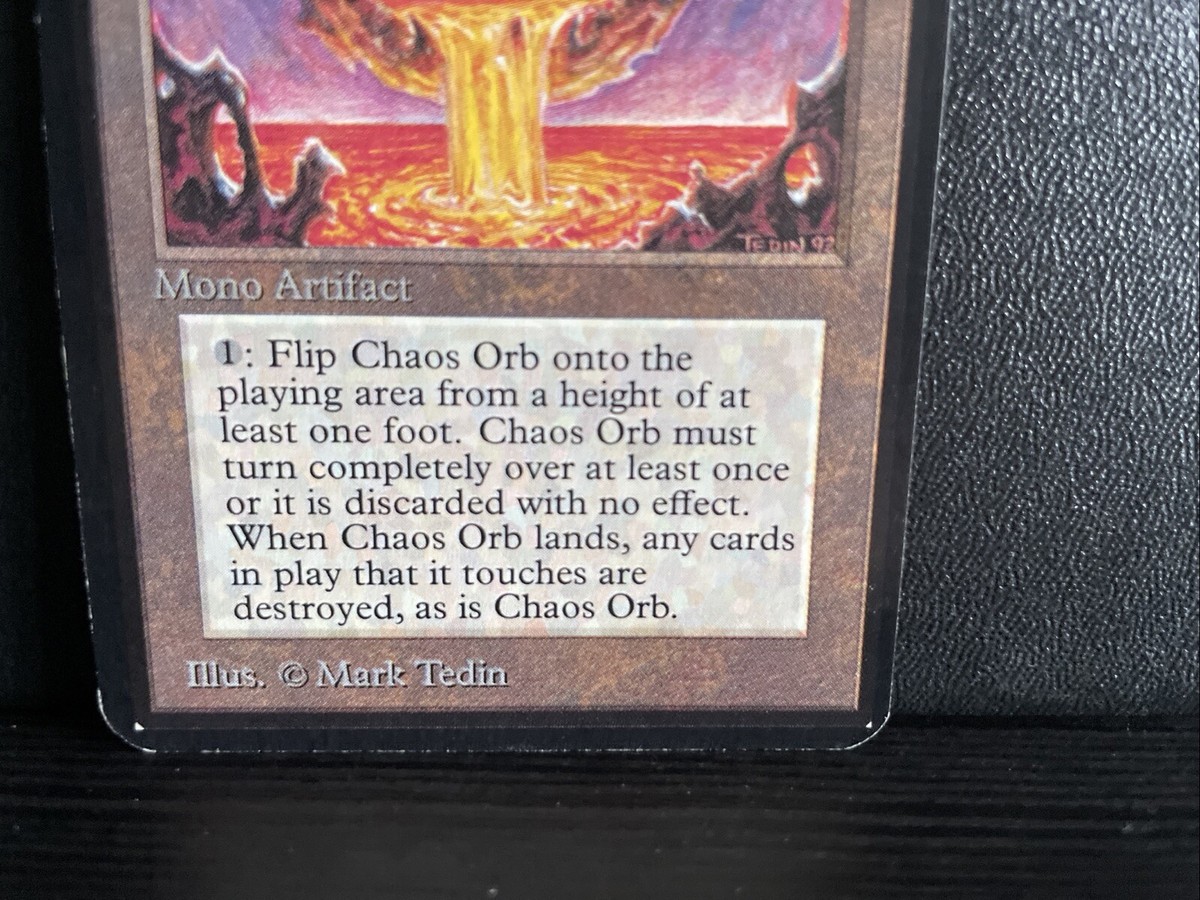 TEDIN 92
Mono Artifact
1: Flip Chaos Orb onto the
playing area from a height of at
least one foot. Chaos Orb must
turn completely over at least once
or it is discarded with no effect.
When Chaos Orb lands, any cards
in play that it touches are
destroyed, as is Chaos Orb.
Illus. © Mark Tedin